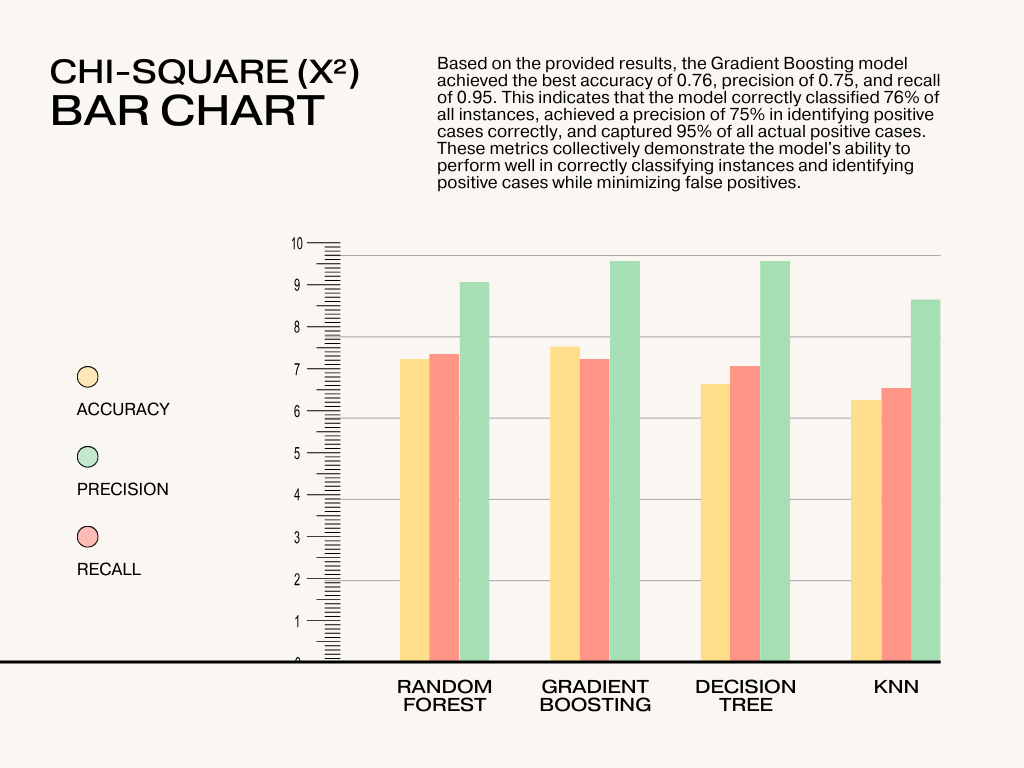 CHI-SQUARE (X²)
BAR CHART
Based on the provided results, the Gradient Boosting model
achieved the best accuracy of 0.76, precision of 0.75, and recall
of 0.95. This indicates that the model correctly classified 76% of
all instances, achieved a precision of 75% in identifying positive
cases correctly, and captured 95% of all actual positive cases.
These metrics collectively demonstrate the model's ability to
perform well in correctly classifying instances and identifying
positive cases while minimizing false positives.
10
9
8
7
6
5
4
3
2
1
ACCURACY
PRECISION
RECALL
RANDOM
FOREST
GRADIENT
BOOSTING
DECISION
TREE
KNN